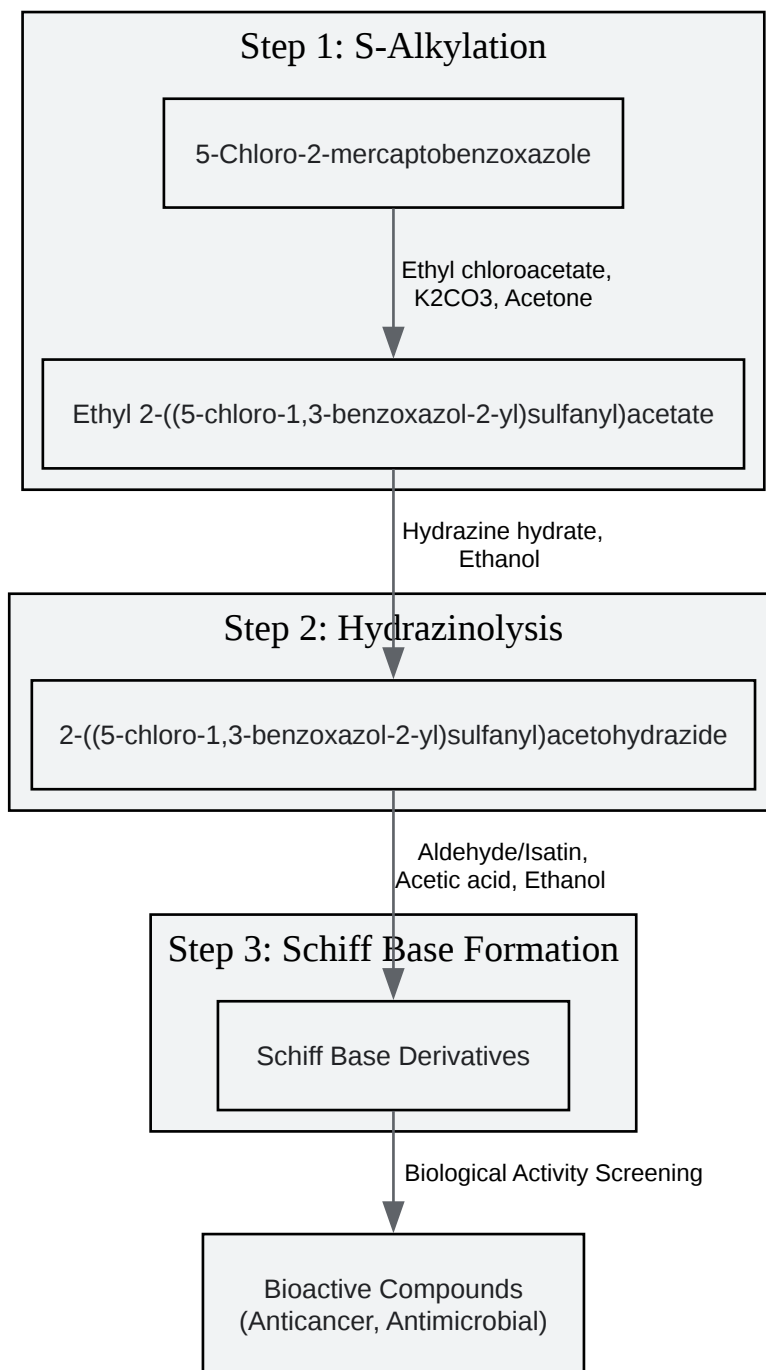 Step 1: S-Alkylation
5-Chloro-2-mercaptobenzoxazole
Ethyl chloroacetate,
K2CO3, Acetone
Ethyl 2-((5-chloro-1,3-benzoxazol-2-yl)sulfanyl)acetate
Hydrazine hydrate,
Ethanol
Step 2: Hydrazinolysis
2-((5-chloro-1,3-benzoxazol-2-yl)sulfanyl)acetohydrazide
Aldehyde/Isatin,
Acetic acid, Ethanol
Step 3: Schiff Base Formation
Schiff Base Derivatives
Biological Activity Screening
Bioactive Compounds
(Anticancer, Antimicrobial)